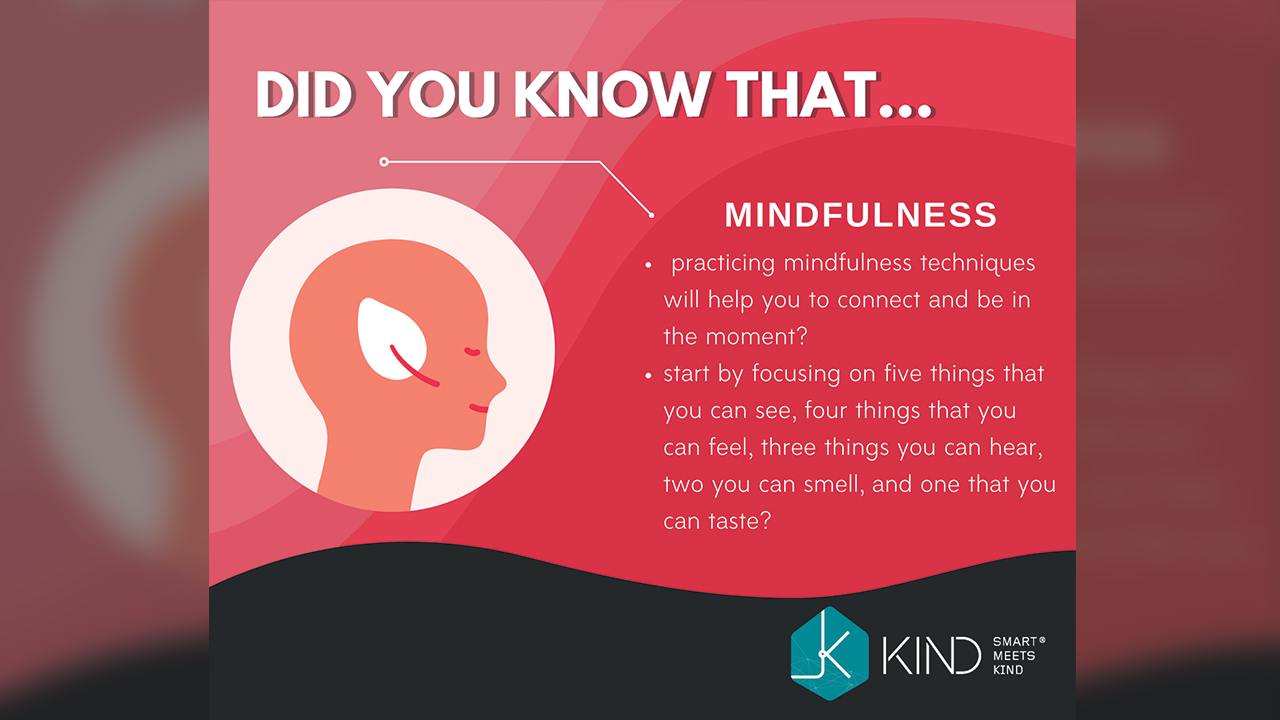 DID YOU KNOW THAT...
MINDFULNESS
• practicing mindfulness techniques
will help you to connect and be in
the moment?
• start by focusing on five things that
you can see, four things that you
can feel, three things you can hear,
two you can smell, and one that you
can taste?
KIND
SMART®
MEETS
KIND